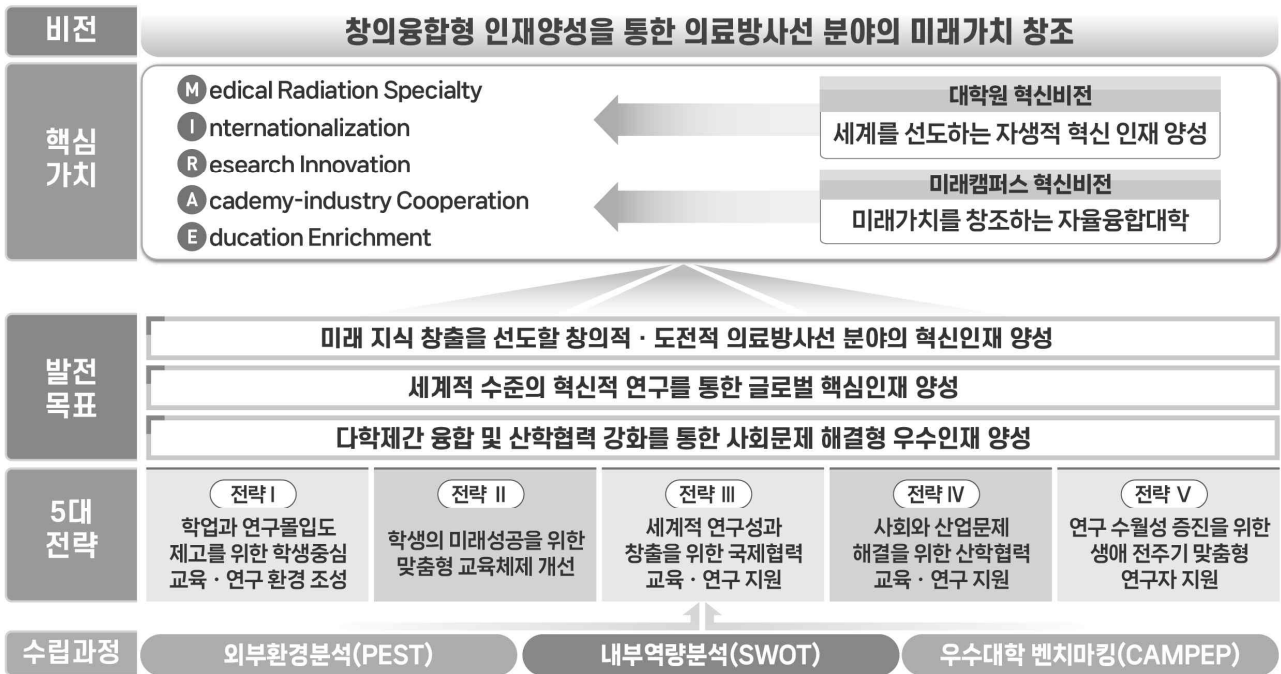 비전
창의융합형 인재양성을 통한 의료방사선 분야의 미래가치 창조
핵심
가치
Medical Radiation Specialty
Internationalization
Research Innovation
Academy-industry Cooperation
Education Enrichment
대학원 혁신비전
세계를 선도하는 자생적 혁신 인재 양성
미래캠퍼스 혁신비전
미래가치를 창조하는 자율융합대학
발전
목표
미래 지식 창출을 선도할 창의적 · 도전적 의료방사선 분야의 혁신인재 양성
세계적 수준의 혁신적 연구를 통한 글로벌 핵심인재 양성
다학제간 융합 및 산학협력 강화를 통한 사회문제 해결형 우수인재 양성
5대
전략
전략 I
학업과 연구몰입도
제고를 위한 학생중심
교육 · 연구 환경 조성
전략 II
학생의 미래성공을 위한
맞춤형 교육체제 개선
전략 III
세계적 연구성과
창출을 위한 국제협력
교육 · 연구 지원
전략 IV
사회와 산업문제
해결을 위한 산학협력
교육 · 연구 지원
전략 V
연구 수월성 증진을 위한
생애 전주기 맞춤형
연구자 지원
수립과정
외부환경분석(PEST)
내부역량분석(SWOT)
우수대학 벤치마킹(CAMPEP)